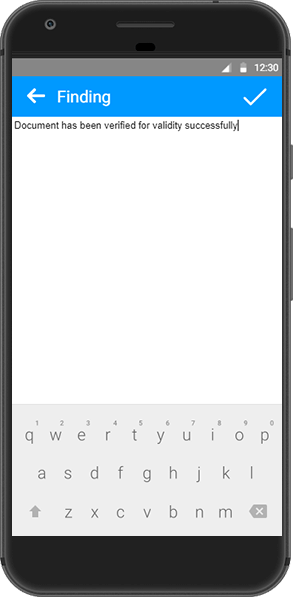 12:30
Finding
Document has been verified for validity successfully
1 2 3 4 5 6 7 8 9 0
q w e r t y u i o p
a s d f g h j k l
z x c v b n m